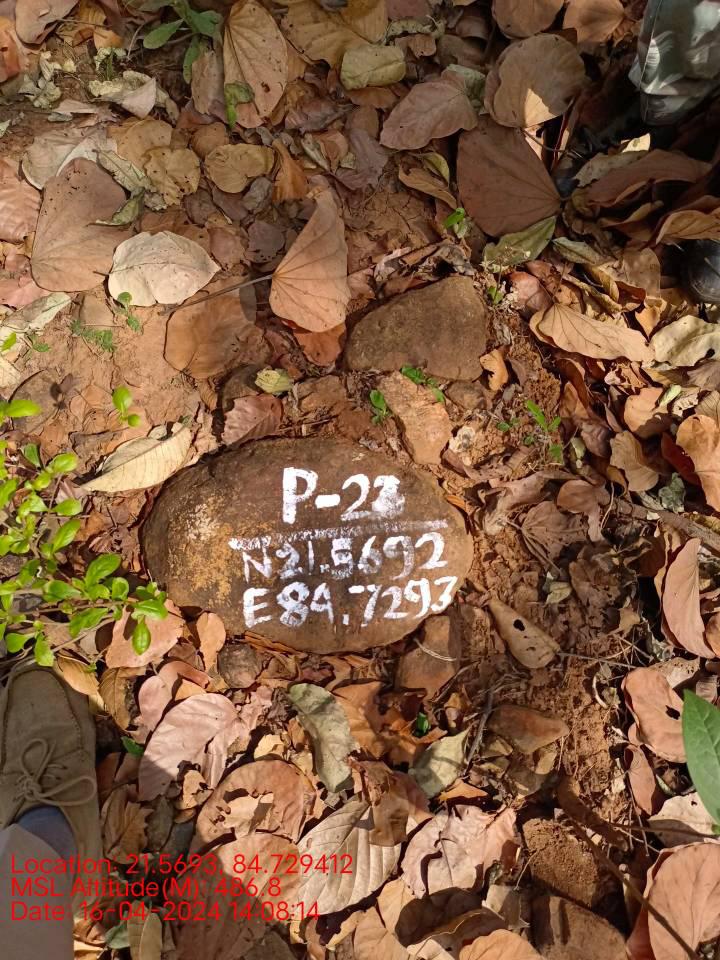 P-23
N21.5692
E84.7293
Location: 21.5693, 84.729412
MSL Altitude(M): 486.8
Date: 16-04-2024 14:08:14